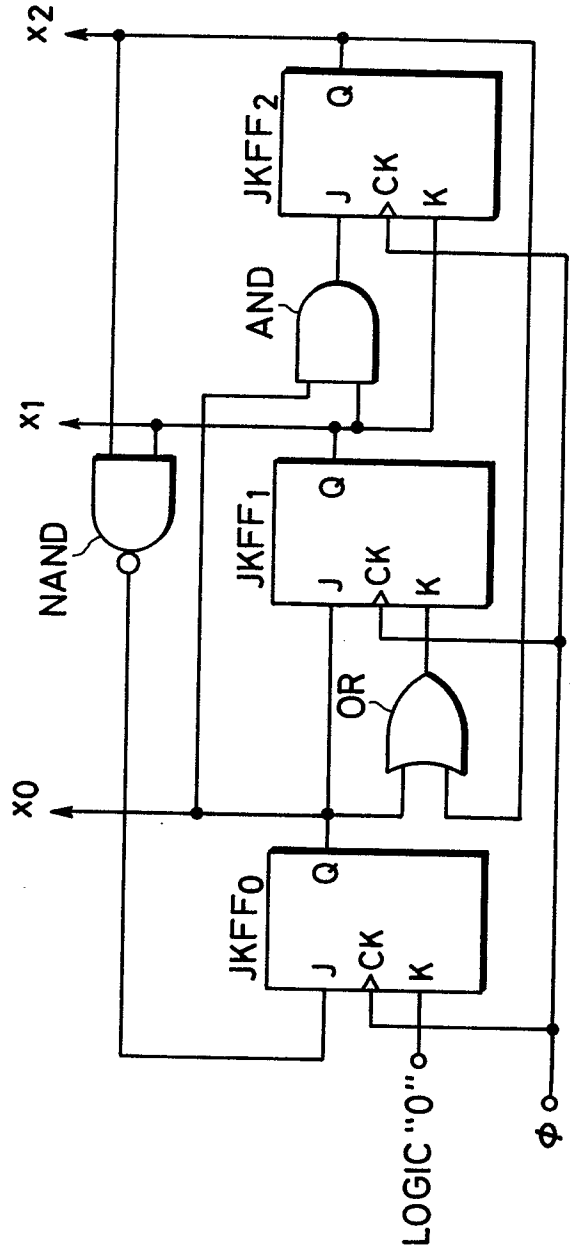 X0
X1
X2
NAND
AND
OR
JKFF0
J
CK
K
Q
JKFF1
J
CK
K
Q
JKFF2
J
CK
K
Q
LOGIC "0"
Φ